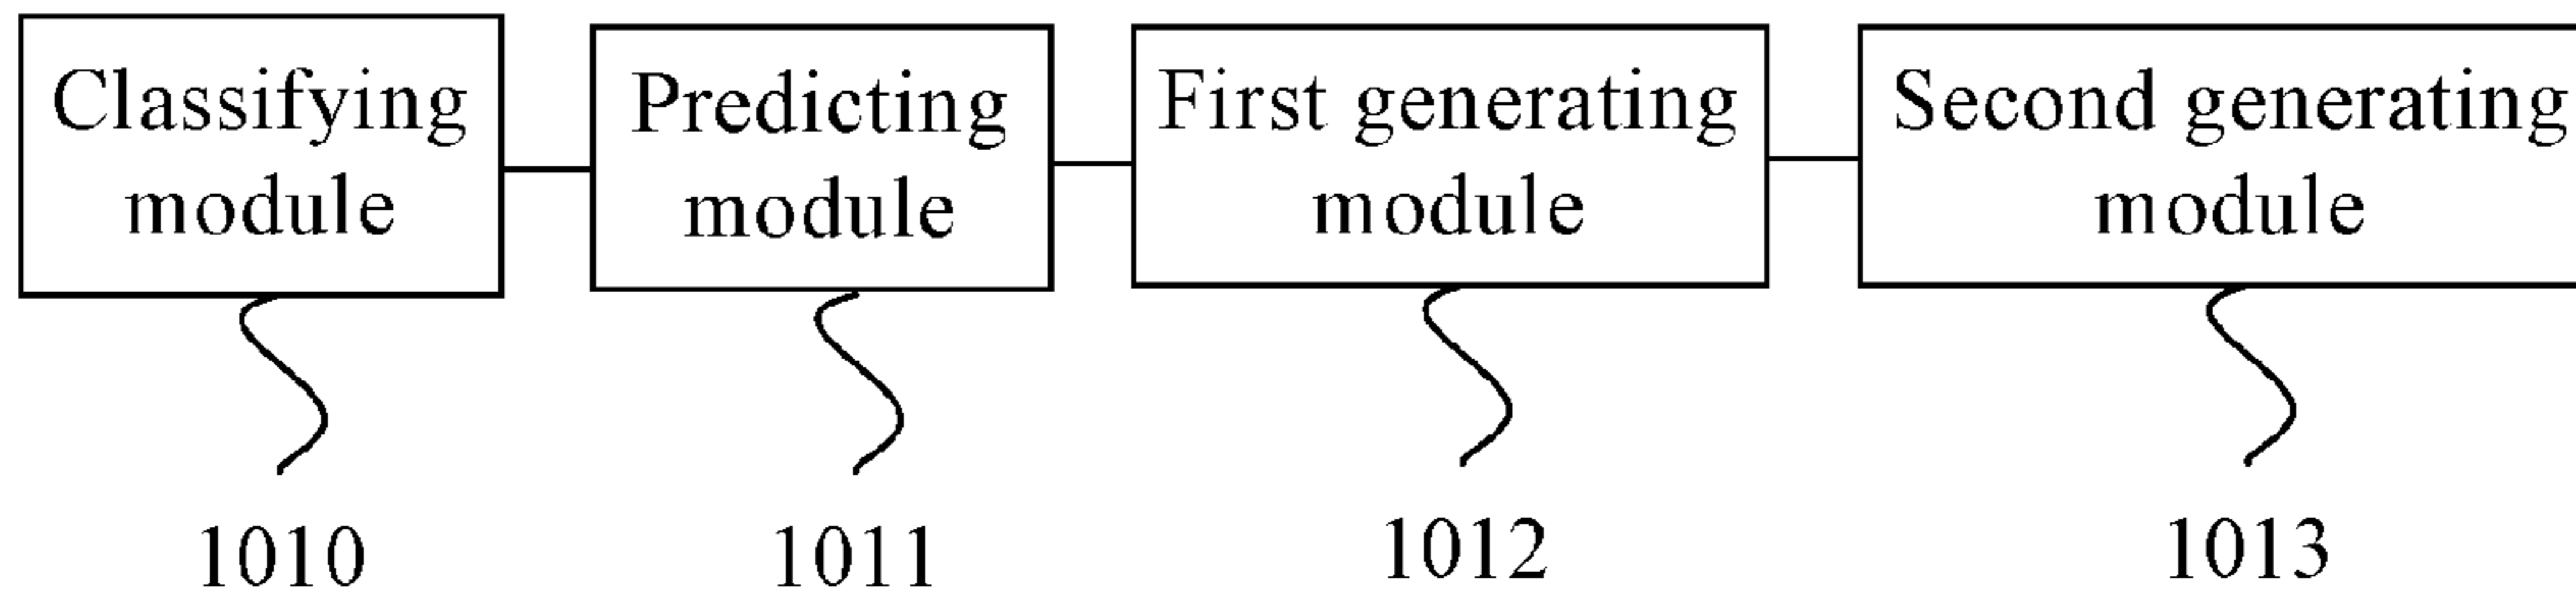 Classifying
module
Predicting
module
First generating
module
Second generating
module
1010
1011
1012
1013